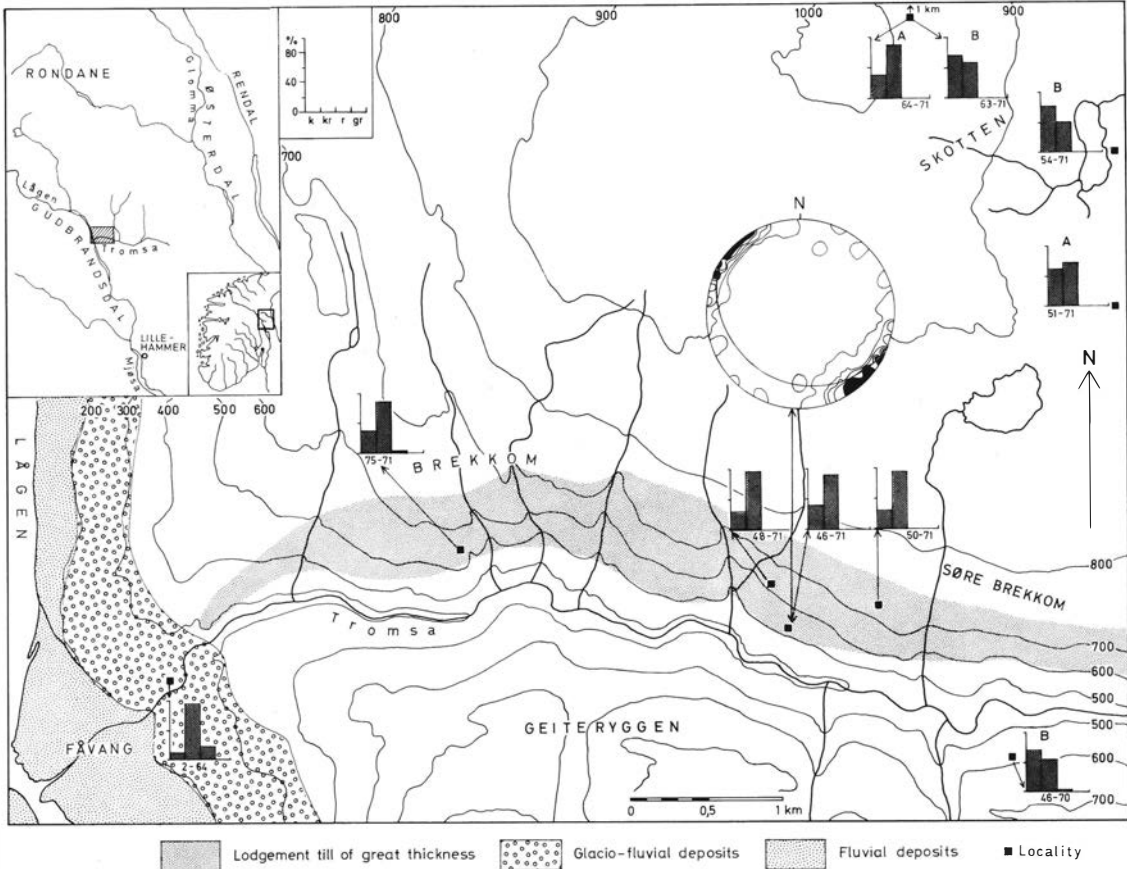 800
900
1000
900
1 km
%
80
40
0
k kr r gr
RONDANE
Glomma
ØSTERDAL
RENDAL
Lågen
GUDBRANDSDAL
Tromsa
LILLE-
HAMMER
Mjøsa
A
B
64-71
63-71
SKOTTEN
B
54-71
A
51-71
700
N
N
200 300 400 500 600
LÅGEN
75-71
BREKKOM
48-71
46-71
50-71
SØRE BREKKOM
800
700
600
500
500
600
700
Tromsa
GEITERYGGEN
FÅVANG
2-64
0 0,5 1 km
B
46-70
Lodgement till of great thickness
Glacio-fluvial deposits
Fluvial deposits
Locality